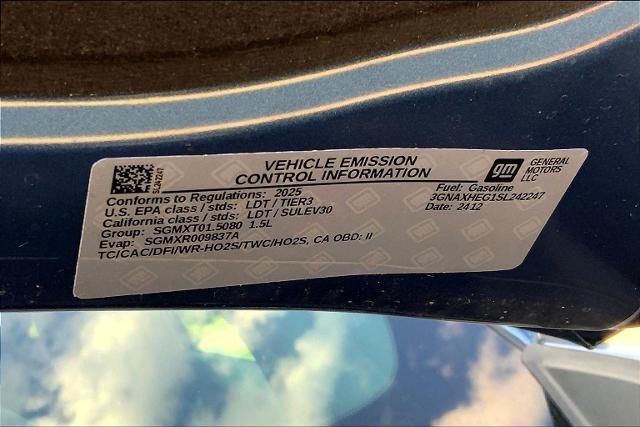 SL242247
VEHICLE EMISSION
CONTROL INFORMATION
gm
GENERAL
MOTORS
LLC
Conforms to Regulations: 2025
U.S. EPA class / stds: LDT / TIER3
California class / stds: LDT / SULEV30
Group: SGMXT01.5080 1.5L
Evap: SGMXR009837A
TC/CAC/DFI/WR-HO2S/TWC/HO2S, CA OBD: II
Fuel: Gasoline
3GNAXHEG1SL242247
Date: 2412